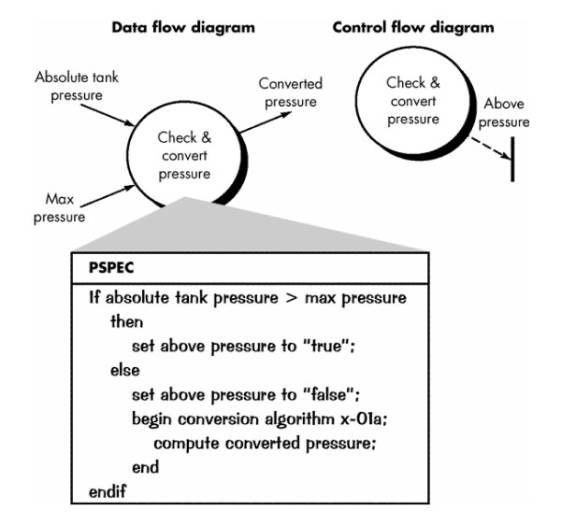 Data flow diagram
Control flow diagram
Absolute tank
pressure
Converted
pressure
Check &
convert
pressure
Max
pressure
Check &
convert
pressure
Above
pressure
PSPEC
If absolute tank pressure > max pressure
then
set above pressure to "true";
else
set above pressure to "false";
begin conversion algorithm x-01a;
compute converted pressure;
end
endif